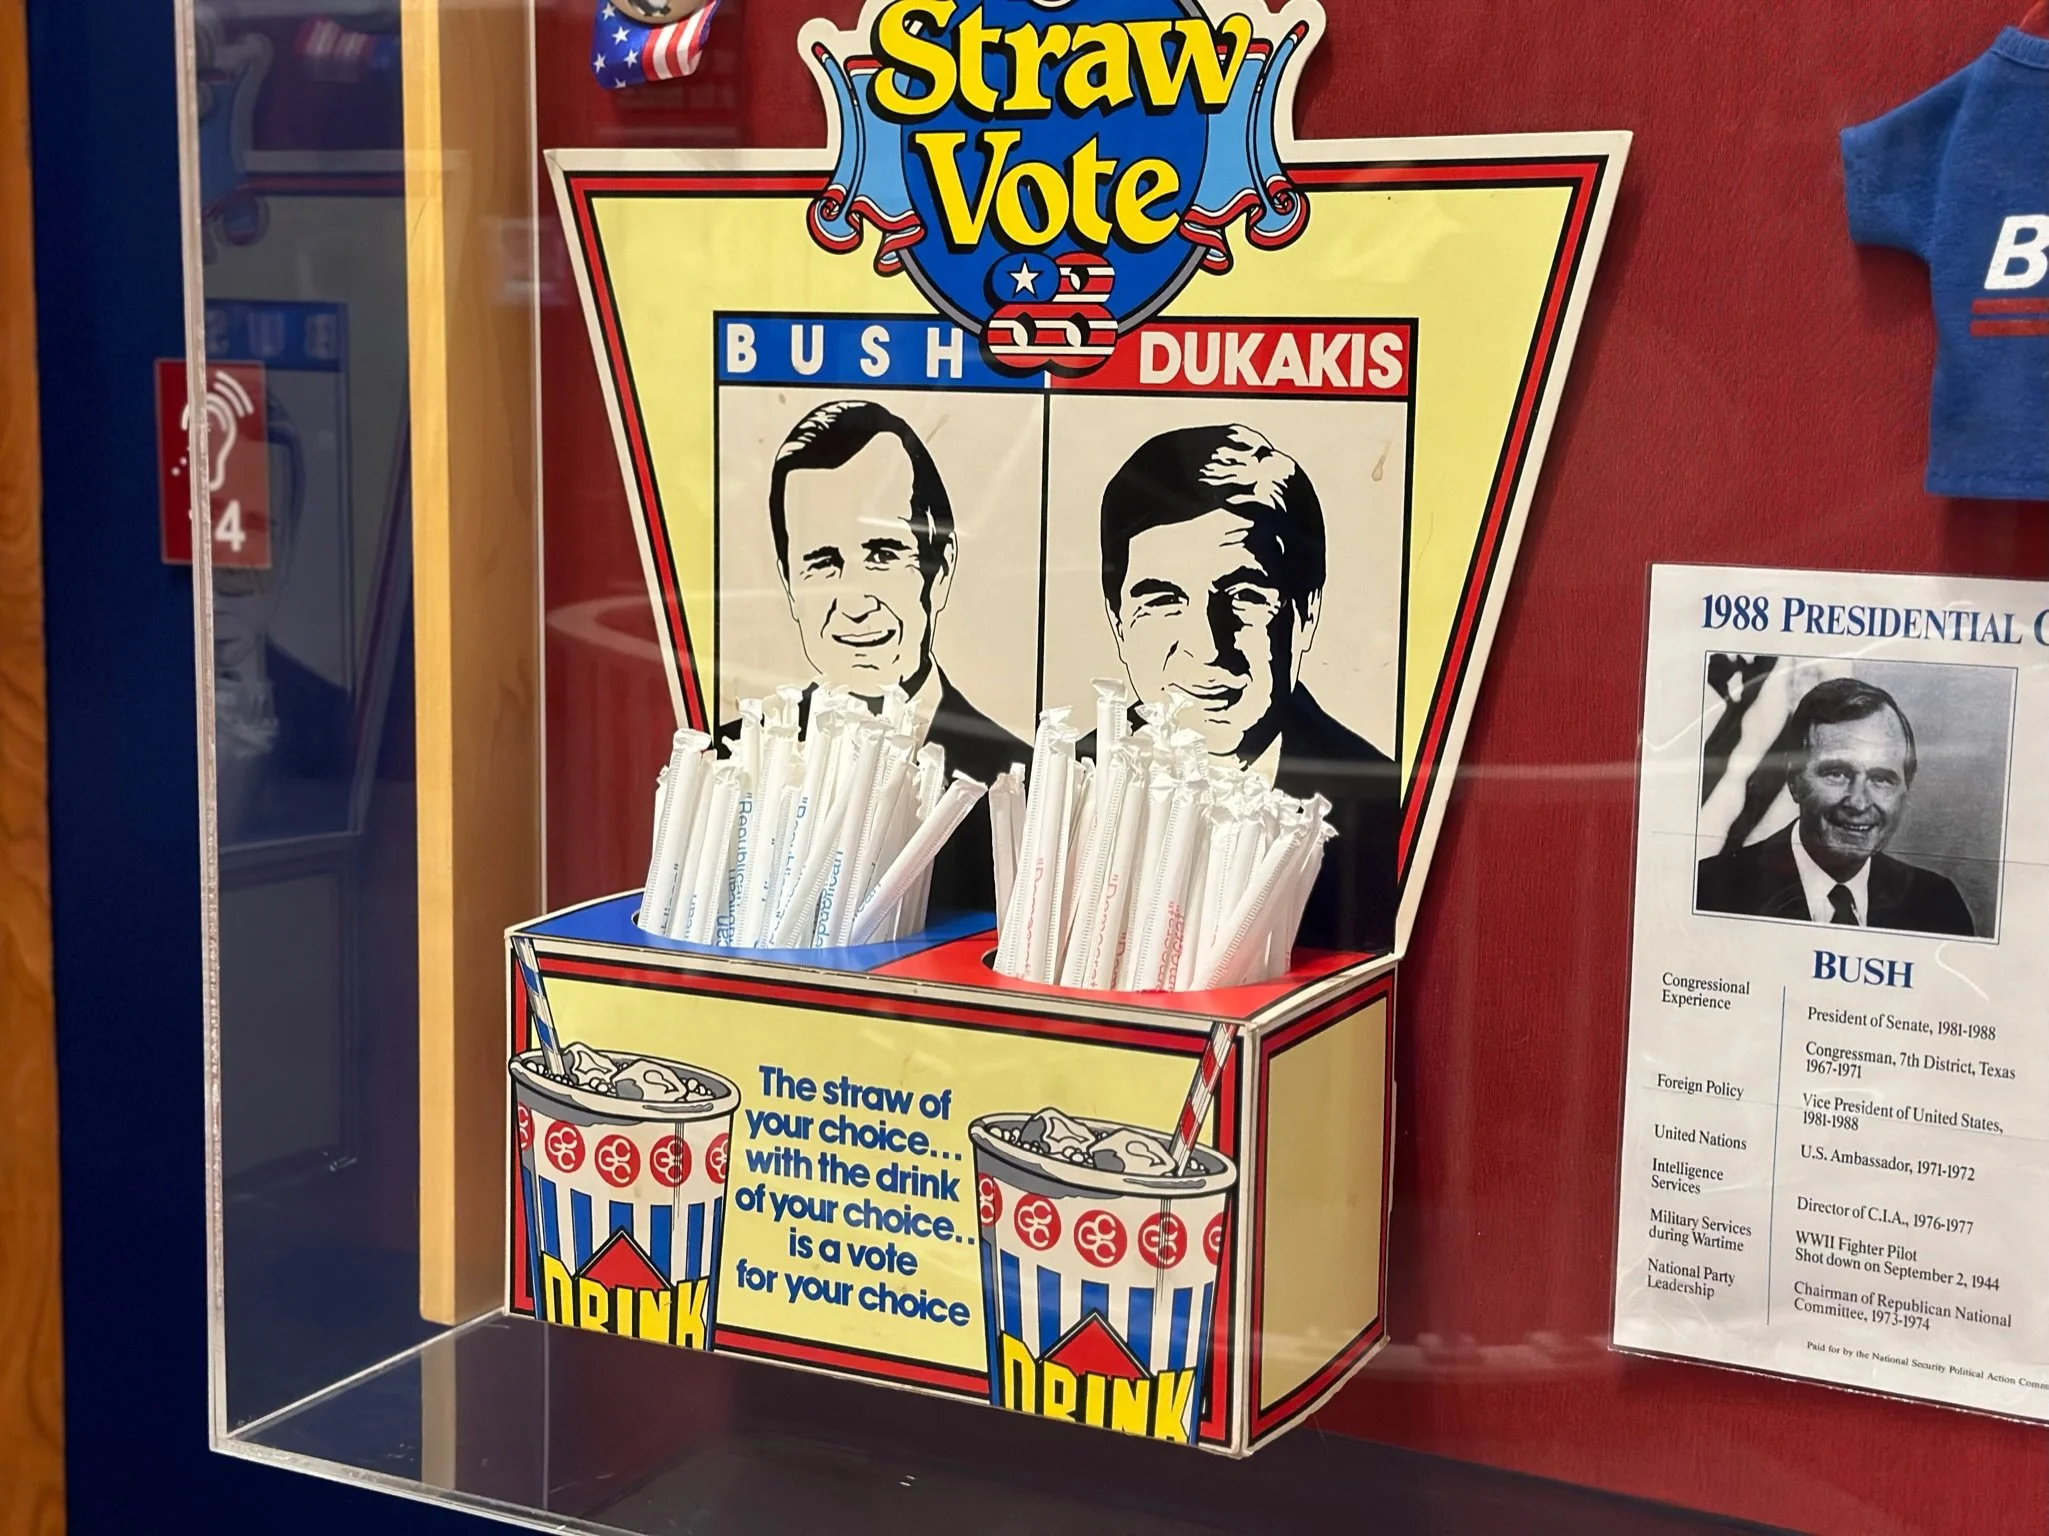 Straw
Vote
88
BUSH
DUKAKIS
4
B
"Republican"
"Democrat"
The straw of
your choice...
with the drink
of your choice...
is a vote
for your choice
DRINK
DRINK
1988 PRESIDENTIAL
BUSH
Congressional
Experience
President of Senate, 1981-1988
Congressman, 7th District, Texas
1967-1971
Foreign Policy
Vice President of United States,
1981-1988
United Nations
U.S. Ambassador, 1971-1972
Intelligence
Services
Director of C.I.A., 1976-1977
Military Services
during Wartime
WWII Fighter Pilot
Shot down on September 2, 1944
National Party
Leadership
Chairman of Republican National
Committee, 1973-1974
Paid for by the National Security Political Action